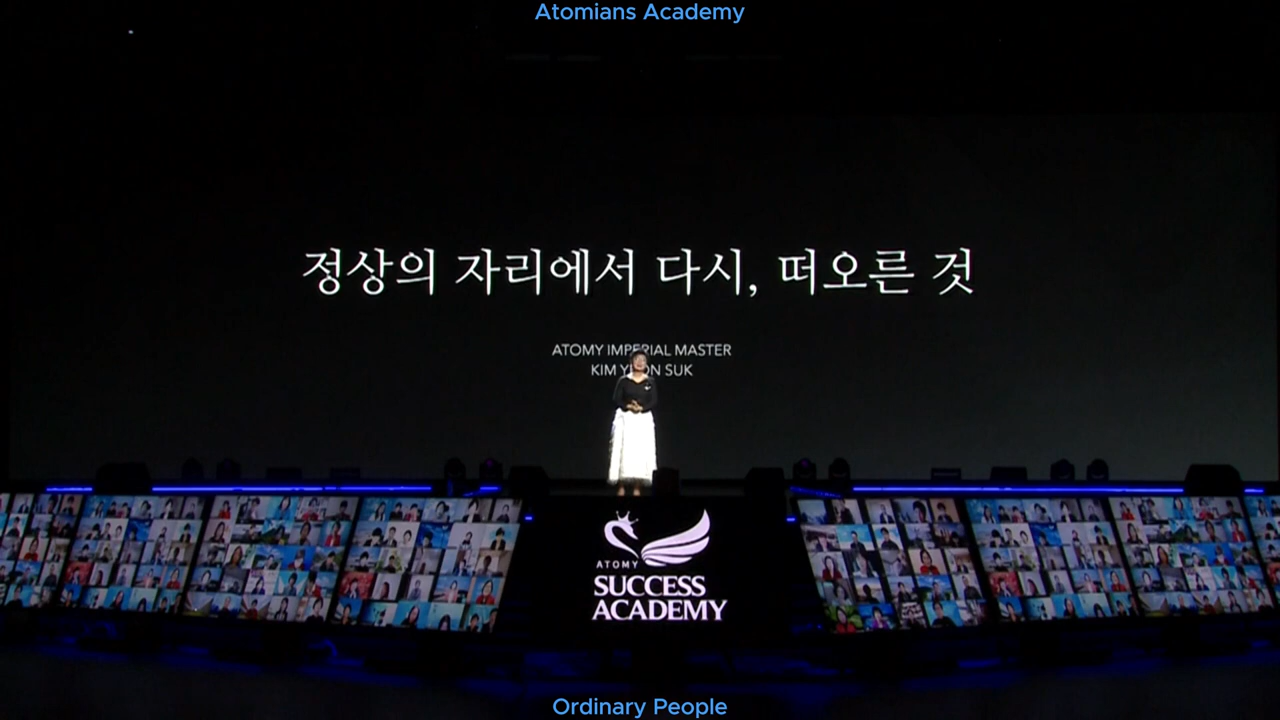 Atomians Academy
정상의 자리에서 다시, 떠오른 것
ATOMY IMPERIAL MASTER
KIM SUK
ATOMY
SUCCESS
ACADEMY
Ordinary People